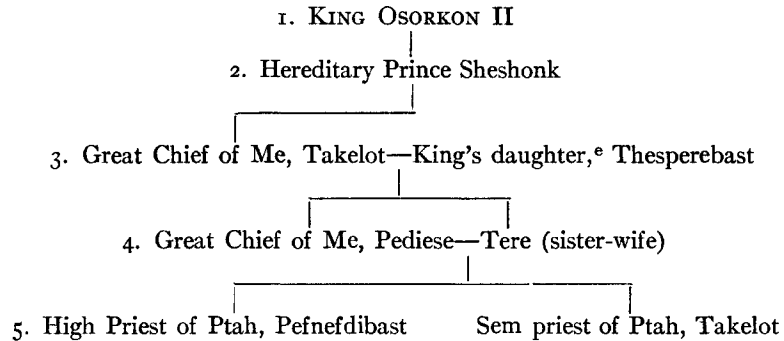 1. KING OSORKON II
2. Hereditary Prince Sheshonk
3. Great Chief of Me, Takelot—King's daughter,ᵉ Thesperebast
4. Great Chief of Me, Pediese—Tere (sister-wife)
5. High Priest of Ptah, Pefnefdibast Sem priest of Ptah, Takelot